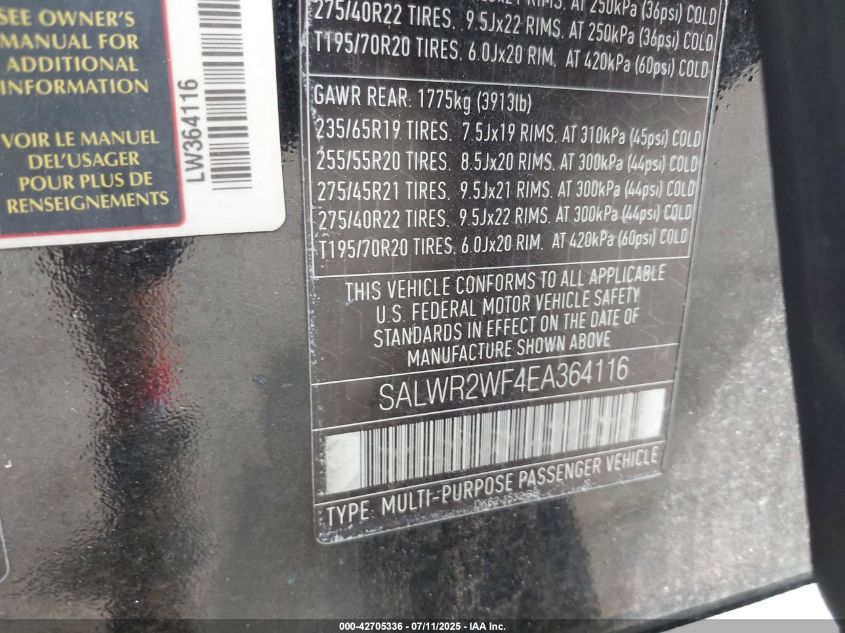 SEE OWNER'S
MANUAL FOR
ADDITIONAL
INFORMATION
VOIR LE MANUEL
DEL'USAGER
POUR PLUS DE
RENSEIGNEMENTS
LW364116
RIMS, AT 250kPa (36psi) COLD
275/40R22 TIRES, 9.5Jx22 RIMS, AT 250kPa (36psi) COLD
T195/70R20 TIRES, 6.0Jx20 RIM, AT 420kPa (60psi) COLD
GAWR REAR: 1775kg (3913lb)
235/65R19 TIRES, 7.5Jx19 RIMS, AT 310kPa (45psi) COLD
255/55R20 TIRES, 8.5Jx20 RIMS, AT 300kPa (44psi) COLD
275/45R21 TIRES, 9.5Jx21 RIMS, AT 300kPa (44psi) COLD
275/40R22 TIRES, 9.5Jx22 RIMS, AT 300kPa (44psi) COLD
T195/70R20 TIRES, 6.0Jx20 RIM, AT 420kPa (60psi) COLD
THIS VEHICLE CONFORMS TO ALL APPLICABLE
U.S. FEDERAL MOTOR VEHICLE SAFETY
STANDARDS IN EFFECT ON THE DATE OF
MANUFACTURE SHOWN ABOVE
SALWR2WF4EA364116
TYPE: MULTI-PURPOSE PASSENGER VEHICLE
000-42705336 - 07/11/2025 - IAA Inc.